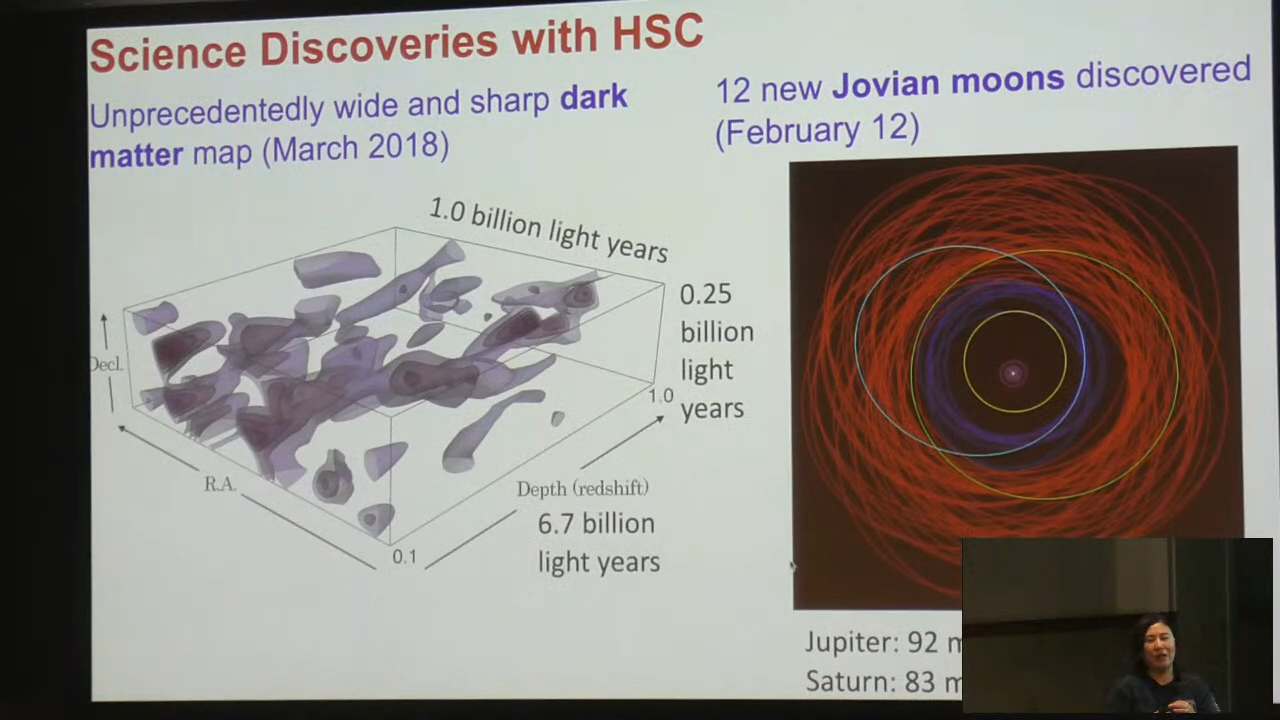 Science Discoveries with HSC
Unprecedentedly wide and sharp dark
matter map (March 2018)
12 new Jovian moons discovered
(February 12)
1.0 billion light years
0.25
billion
light
years
Decl.
1.0
R.A.
Depth (redshift)
6.7 billion
light years
0.1
Jupiter: 92
Saturn: 83